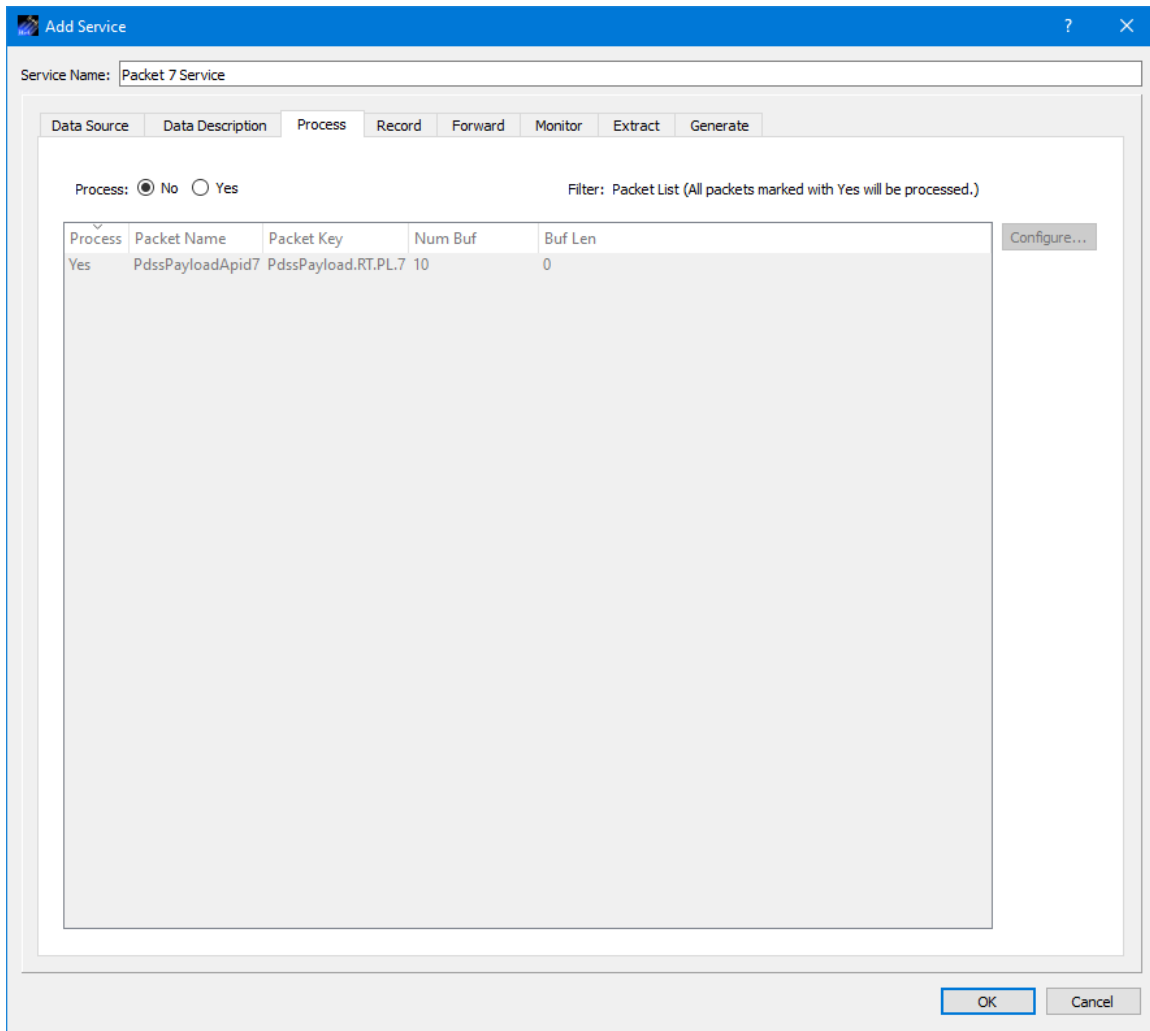 Add Service
Service Name: Packet 7 Service
Data Source Data Description Process Record Forward Monitor Extract Generate
Process: No Yes Filter: Packet List (All packets marked with Yes will be processed.)
Process Packet Name Packet Key Num Buf Buf Len Configure...
Yes PdssPayloadApid7 PdssPayload.RT.PL.7 10 0
OK Cancel